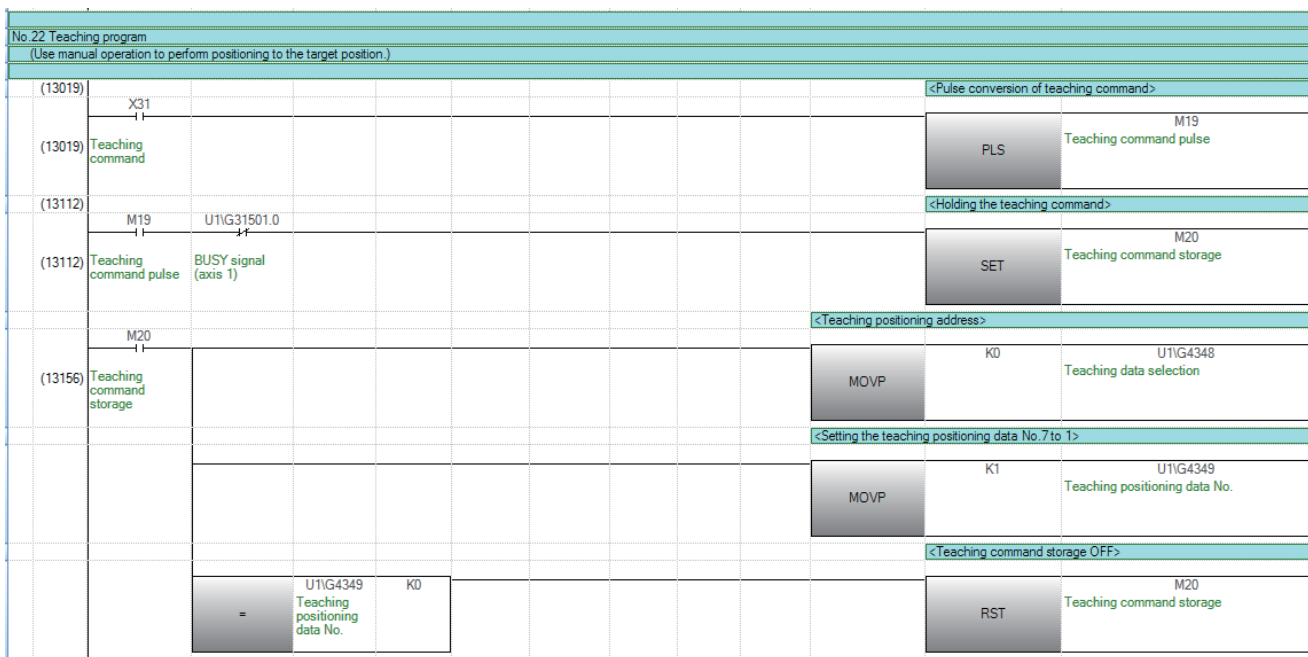 No.22 Teaching program
(Use manual operation to perform positioning to the target position.)
(13019)
<Pulse conversion of teaching command>
X31
M19
(13019)
Teaching
command
PLS
Teaching command pulse
(13112)
<Holding the teaching command>
M19
U1\G31501.0
M20
(13112)
Teaching
command pulse
BUSY signal
(axis 1)
SET
Teaching command storage
<Teaching positioning address>
M20
K0
U1\G4348
(13156)
Teaching
command
storage
MOVP
Teaching data selection
<Setting the teaching positioning data No.7 to 1>
K1
U1\G4349
MOVP
Teaching positioning data No.
<Teaching command storage OFF>
U1\G4349
K0
M20
=
Teaching
positioning
data No.
RST
Teaching command storage